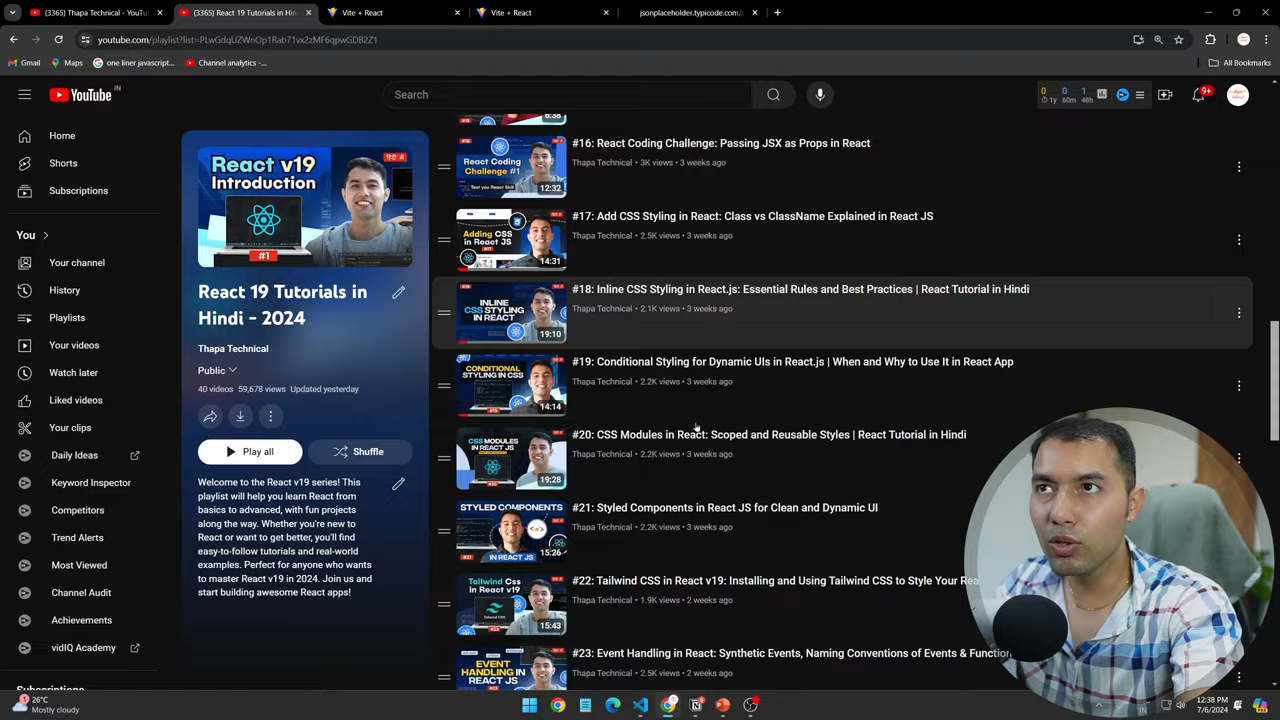 (3365) Thapa Technical - YouTu
(3365) React 19 Tutorials in Hin
Vite + React
Vite + React
jsonplaceholder.typicode.com/p
youtube.com/playlist?list=PLwGdqUZWnOp1Rab71vx2zMF6qpwGDB2Z1
Gmail
Maps
one liner javascript...
Channel analytics -...
All Bookmarks
YouTube IN
Search
0 0 1
1y 60m 48h
9+
Home
Shorts
Subscriptions
You
Your channel
History
Playlists
Your videos
Watch later
Liked videos
Your clips
Daily Ideas
Keyword Inspector
Competitors
Trend Alerts
Most Viewed
Channel Audit
Achievements
vidIQ Academy
React v19
Introduction
#1
React 19 Tutorials in
Hindi - 2024
Thapa Technical
Public
40 videos 59,678 views Updated yesterday
Play all
Shuffle
Welcome to the React v19 series! This
playlist will help you learn React from
basics to advanced, with fun projects
along the way. Whether you're new to
React or want to get better, you'll find
easy-to-follow tutorials and real-world
examples. Perfect for anyone who wants
to master React v19 in 2024. Join us and
start building awesome React apps!
6:38
React Coding
Challenge #1
Test you React Skill
12:32
#16: React Coding Challenge: Passing JSX as Props in React
Thapa Technical • 3K views • 3 weeks ago
Adding CSS
in React JS
14:31
#17: Add CSS Styling in React: Class vs ClassName Explained in React JS
Thapa Technical • 2.5K views • 3 weeks ago
INLINE
CSS STYLING
IN REACT
19:10
#18: Inline CSS Styling in React.js: Essential Rules and Best Practices | React Tutorial in Hindi
Thapa Technical • 2.1K views • 3 weeks ago
CONDITIONAL
STYLING IN CSS
14:14
#19: Conditional Styling for Dynamic UIs in React.js | When and Why to Use It in React App
Thapa Technical • 2.2K views • 3 weeks ago
CSS MODULES
IN REACT JS
19:28
#20: CSS Modules in React: Scoped and Reusable Styles | React Tutorial in Hindi
Thapa Technical • 2.2K views • 3 weeks ago
STYLED COMPONENTS
IN REACT JS
15:26
#21: Styled Components in React JS for Clean and Dynamic UI
Thapa Technical • 2.2K views • 3 weeks ago
Tailwind Css
in React v19
15:43
#22: Tailwind CSS in React v19: Installing and Using Tailwind CSS to Style Your Rea
Thapa Technical • 1.9K views • 2 weeks ago
EVENT
HANDLING IN
#23: Event Handling in React: Synthetic Events, Naming Conventions of Events & Function
Thapa Technical • 2.5K views • 2 weeks ago
26°C
Mostly cloudy
12:38 PM
7/6/2024